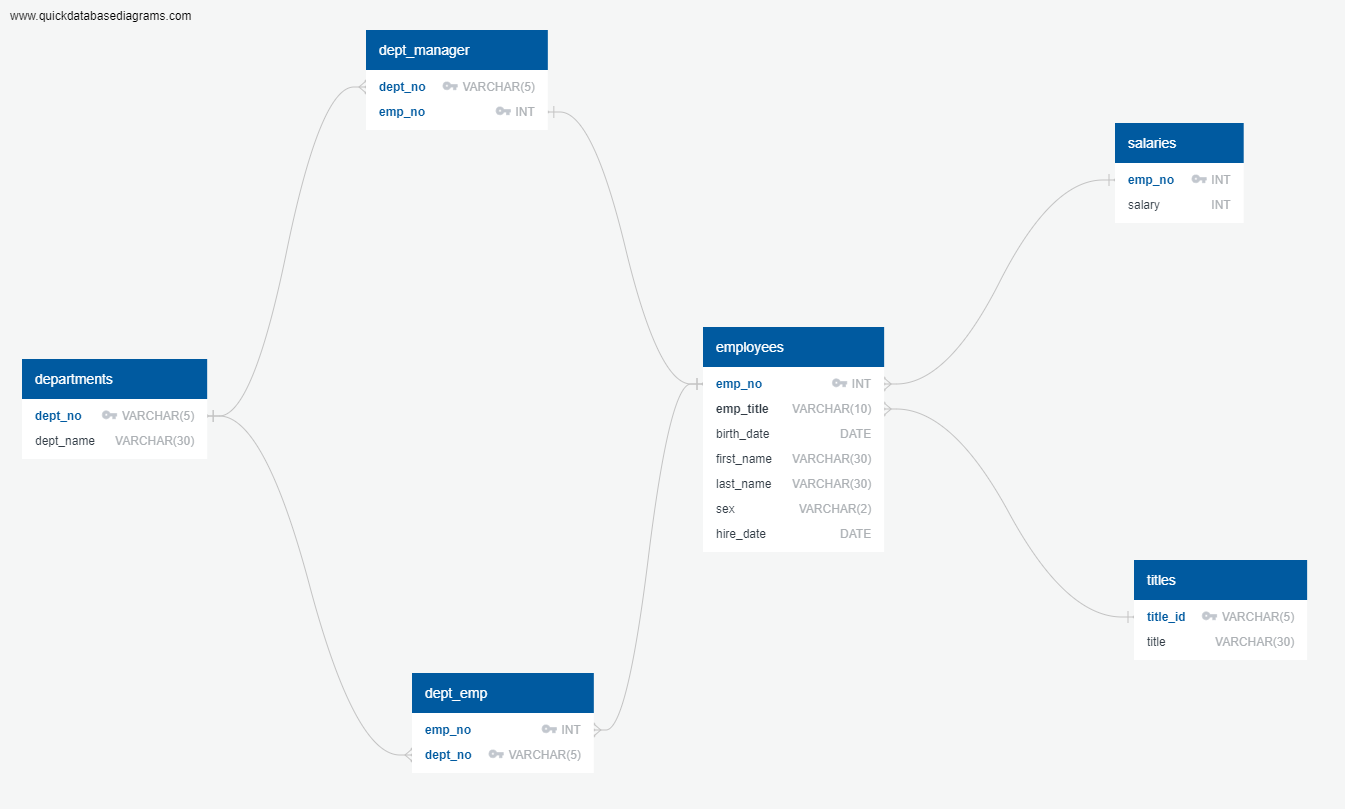 www.quickdatabasediagrams.com
dept_manager
dept_no VARCHAR(5)
emp_no INT
salaries
emp_no INT
salary INT
employees
emp_no INT
emp_title VARCHAR(10)
birth_date DATE
first_name VARCHAR(30)
last_name VARCHAR(30)
sex VARCHAR(2)
hire_date DATE
departments
dept_no VARCHAR(5)
dept_name VARCHAR(30)
titles
title_id VARCHAR(5)
title VARCHAR(30)
dept_emp
emp_no INT
dept_no VARCHAR(5)